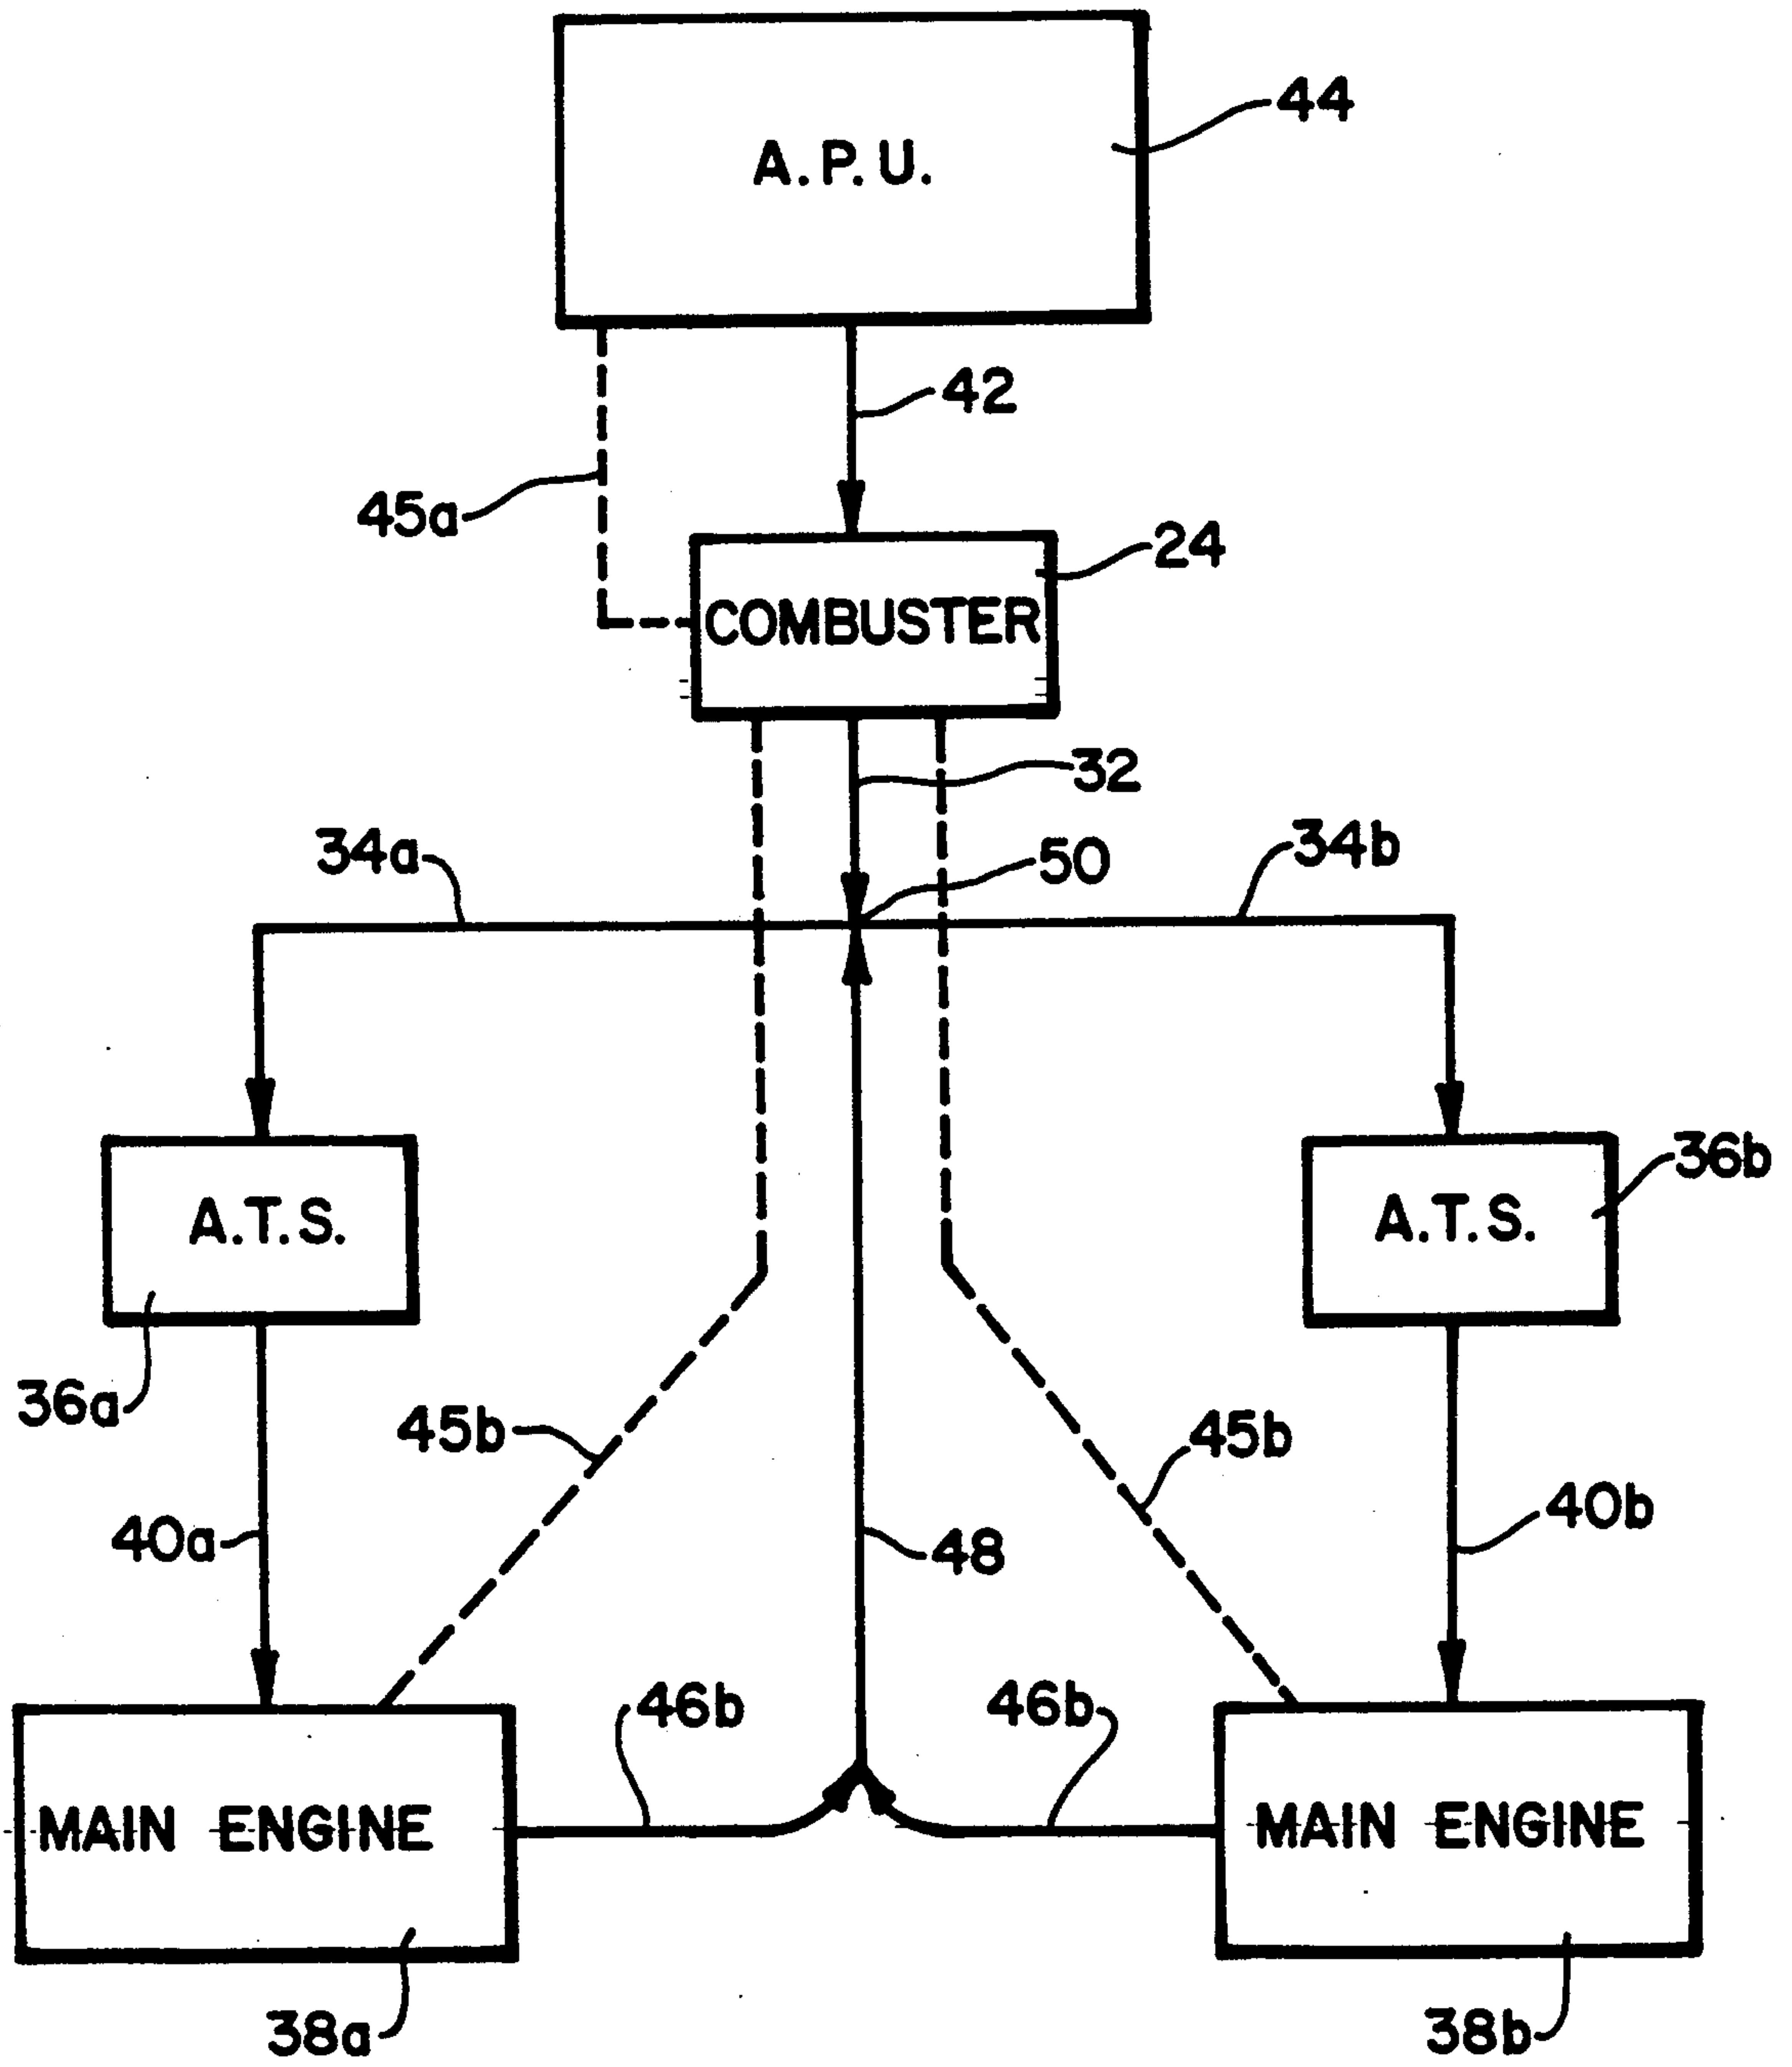 44
A.P.U.
42
45a
24
COMBUSTER
32
34a
50
34b
36b
A.T.S.
A.T.S.
36a
45b
45b
40a
48
40b
46b
46b
MAIN ENGINE
MAIN ENGINE
38a
38b